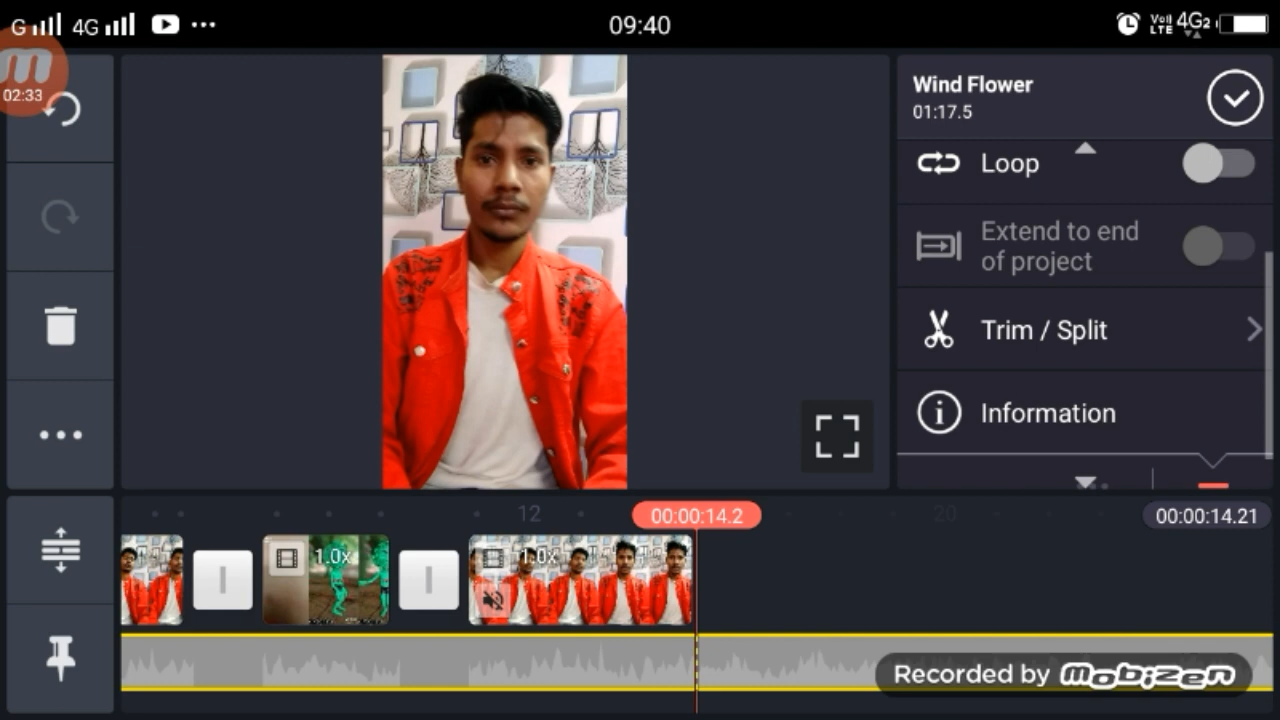 G 4G 09:40 VoⅡ LTE 4G2
m
02:33
Wind Flower
01:17.5
Loop
Extend to end
of project
Trim / Split
Information
12 00:00:14.2 20 00:00:14.21
1.0x 1.0x
Recorded by mobizen